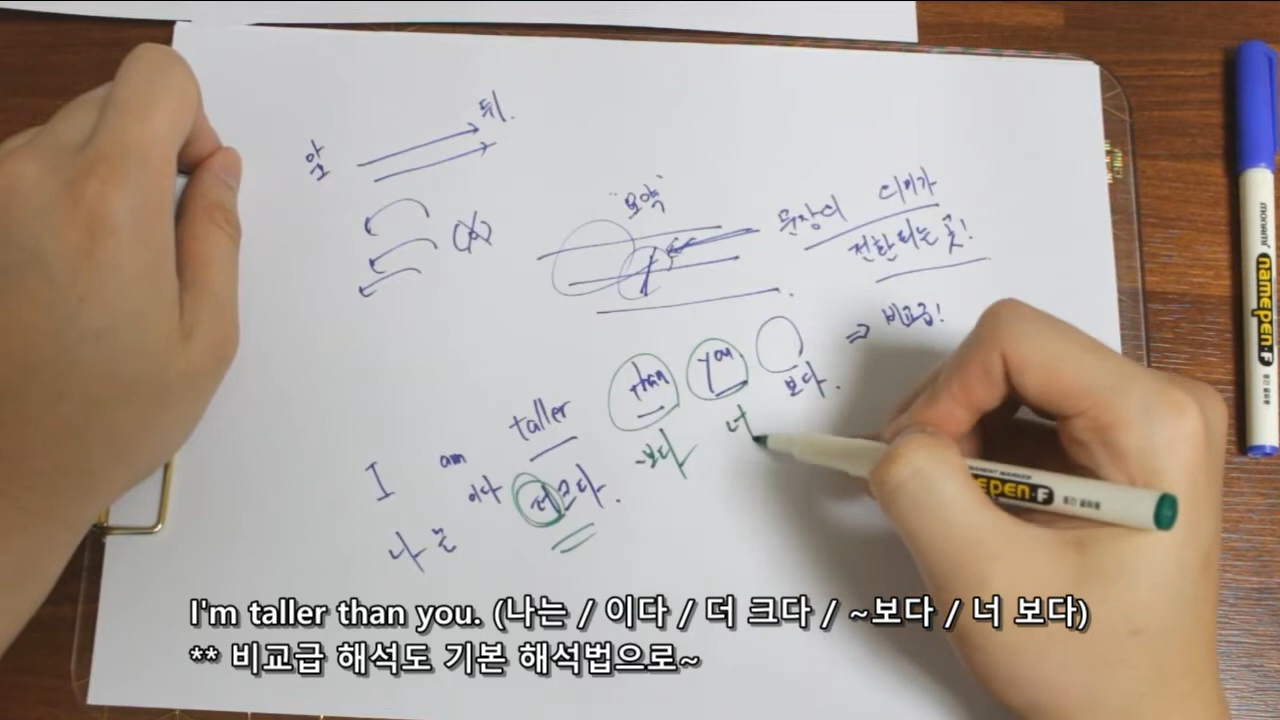 뒤.
앞
"요약"
문장의 의미가
전환되는 곳!
(X)
⇒ 비교급!
I am taller than you
보다.
이다 더크다. ~보다 너
나는
I'm taller than you. (나는 / 이다 / 더 크다 / ~보다 / 너 보다)
** 비교급 해석도 기본 해석법으로~
monami
namepen·F
PERMANENT MARKER
namepen·F